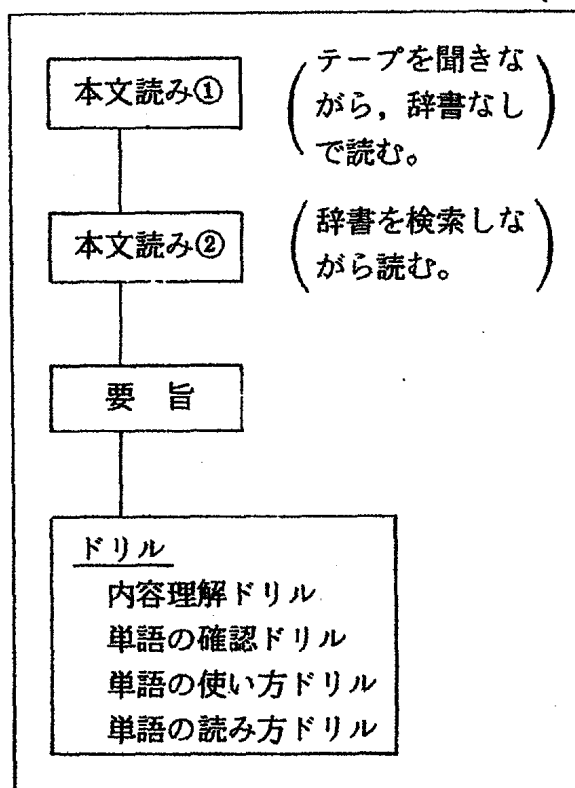 本文読み①
(テープを聞きな
がら,辞書なし
で読む。)
本文読み②
(辞書を検索しな
がら読む。)
要 旨
ドリル
内容理解ドリル
単語の確認ドリル
単語の使い方ドリル
単語の読み方ドリル